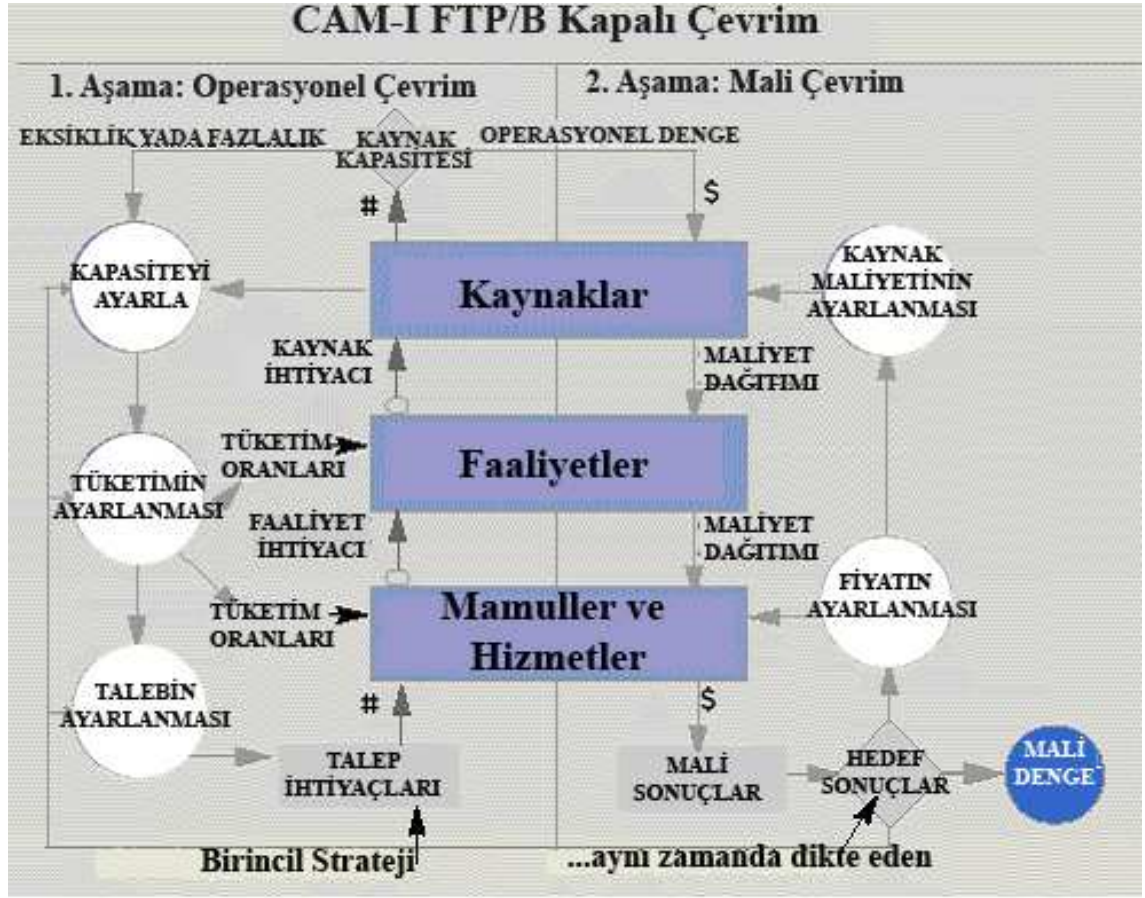 CAM-I FTP/B Kapalı Çevrim
1. Aşama: Operasyonel Çevrim
2. Aşama: Mali Çevrim
EKSİKLİK YADA FAZLALIK
KAYNAK
KAPASİTESİ
OPERASYONEL DENGE
#
$
KAPASİTEYİ
AYARLA
Kaynaklar
KAYNAK
MALİYETİNİN
AYARLANMASI
KAYNAK
İHTİYACI
MALİYET
DAĞITIMI
TÜKETİMİN
AYARLANMASI
TÜKETİM
ORANLARI
Faaliyetler
FAALİYET
İHTİYACI
MALİYET
DAĞITIMI
TÜKETİM
ORANLARI
Mamuller ve
Hizmetler
FİYATIN
AYARLANMASI
TALEBİN
AYARLANMASI
#
$
TALEP
İHTİYAÇLARI
MALİ
SONUÇLAR
HEDEF
SONUÇLAR
MALİ
DENGE
Birincil Strateji
...aynı zamanda dikte eden